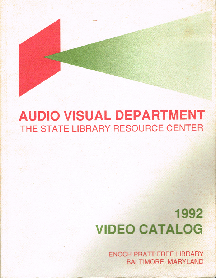 AUDIO VISUAL DEPARTMENT
THE STATE LIBRARY RESOURCE CENTER
1992
VIDEO CATALOG
ENOCH PRATT FREE LIBRARY
BALTIMORE, MARYLAND